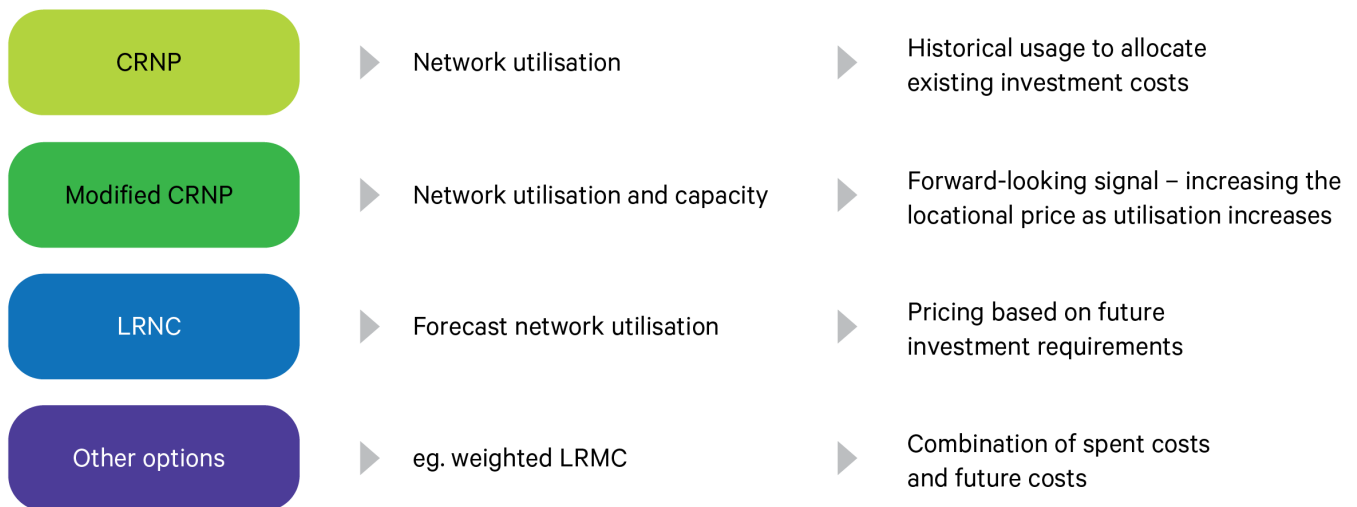 CRNP
Network utilisation
Historical usage to allocate
existing investment costs
Modified CRNP
Network utilisation and capacity
Forward-looking signal – increasing the
locational price as utilisation increases
LRNC
Forecast network utilisation
Pricing based on future
investment requirements
Other options
eg. weighted LRMC
Combination of spent costs
and future costs